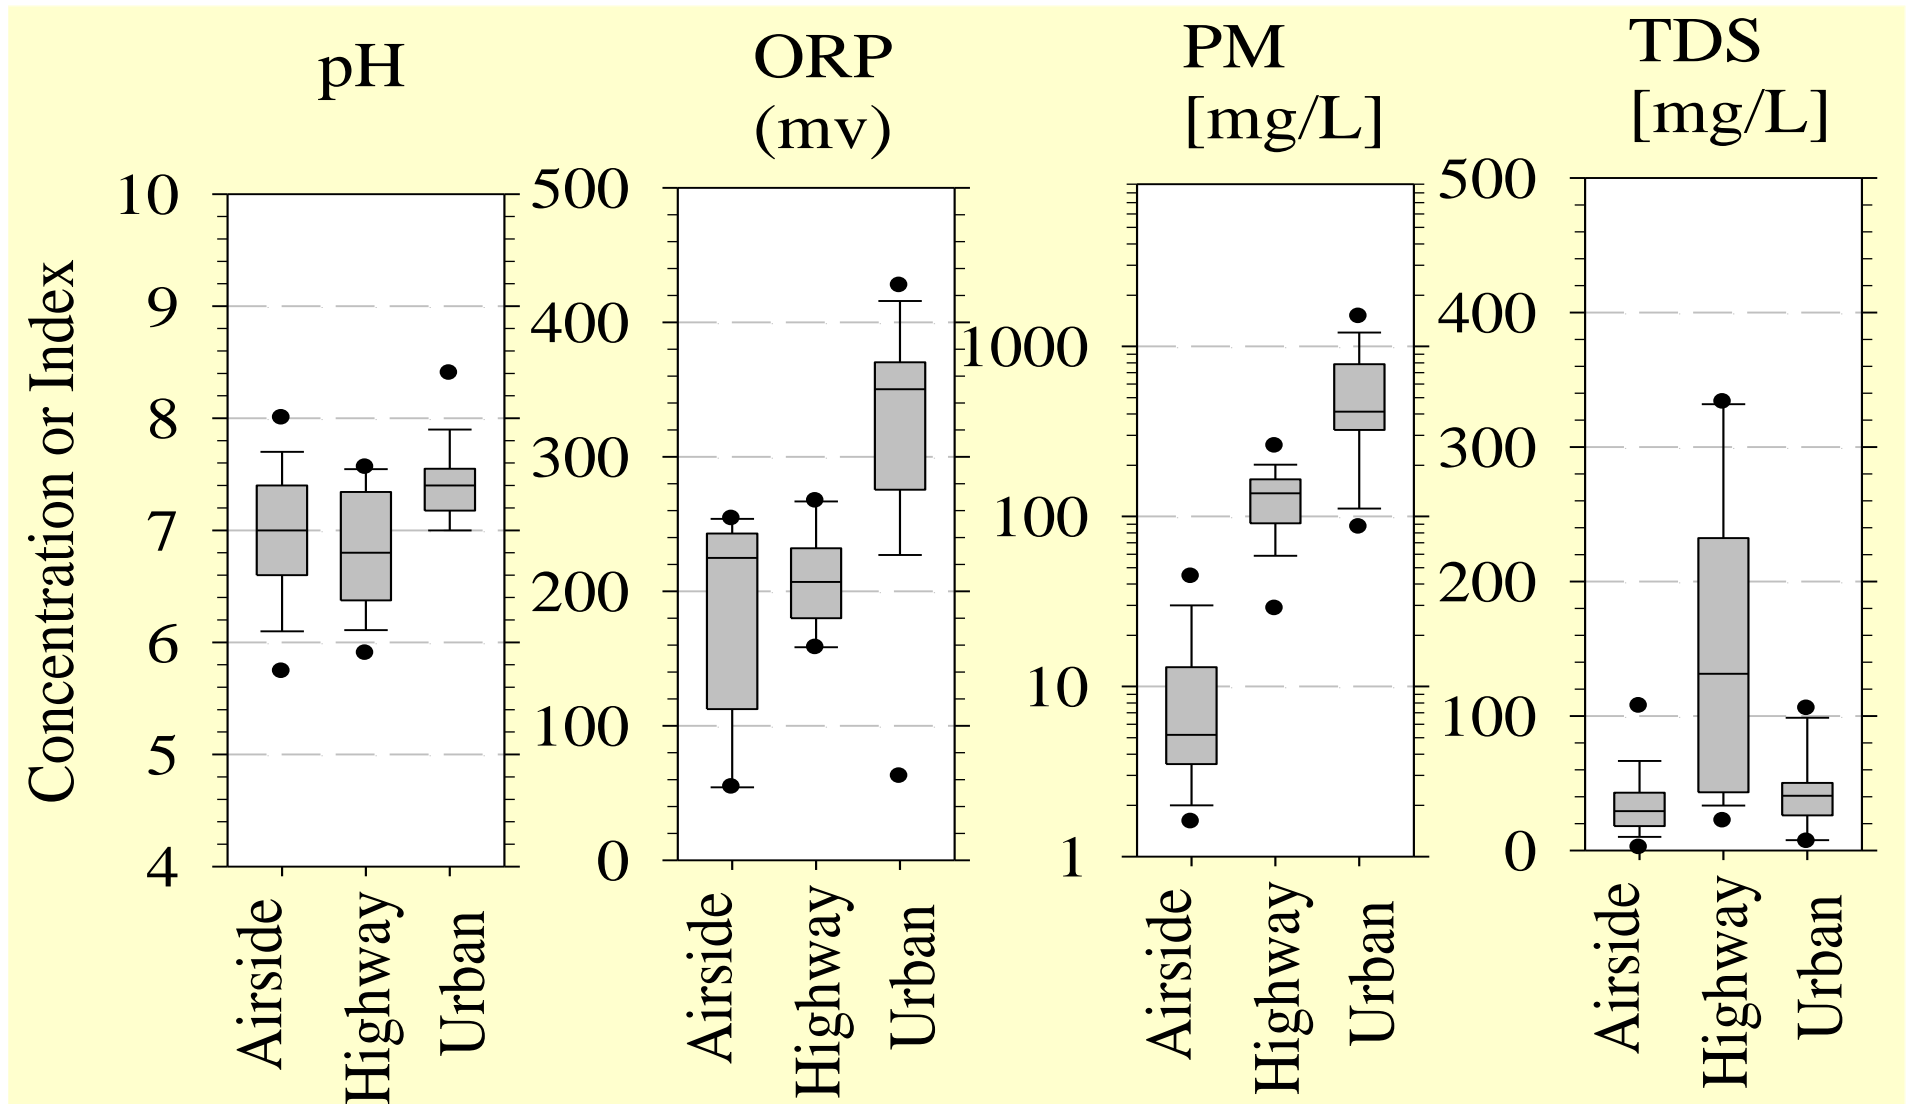 pH
ORP
(mv)
PM
[mg/L]
TDS
[mg/L]
Concentration or Index
10
9
8
7
6
5
4
Airside
Highway
Urban
500
400
300
200
100
0
Airside
Highway
Urban
1000
100
10
1
Airside
Highway
Urban
500
400
300
200
100
0
Airside
Highway
Urban